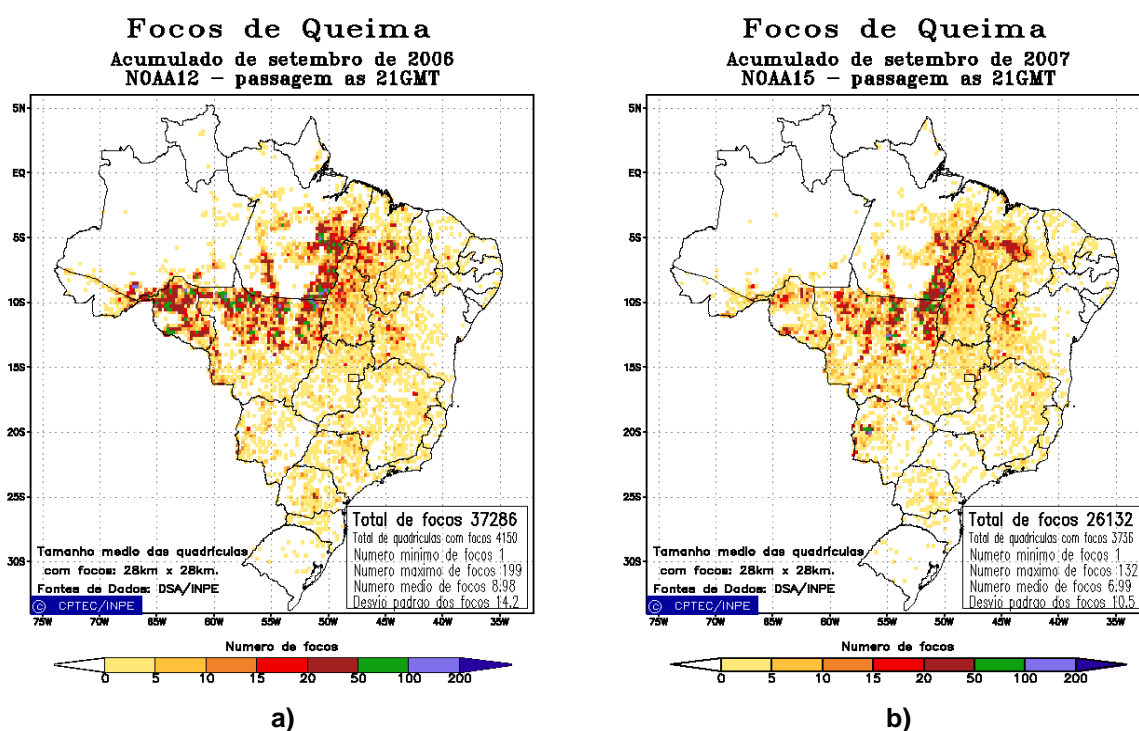 Focos de Queima
Acumulado de setembro de 2006
NOAA12 – passagem as 21GMT
5N
EQ
5S
10S
15S
20S
25S
30S
75W 70W 65W 60W 55W 50W 45W 40W 35W
Tamanho medio das quadrículas
com focos: 28km x 28km.
Fontes de Dados: DSA/INPE
© CPTEC/INPE
Total de focos 37286
Total de quadriculas com focos 4150
Numero minimo de focos 1
Numero maximo de focos 199
Numero medio de focos 8.98
Desvio padrao dos focos 14.2
Numero de focos
0 5 10 15 20 50 100 200
a)
Focos de Queima
Acumulado de setembro de 2007
NOAA15 – passagem as 21GMT
5N
EQ
5S
10S
15S
20S
25S
30S
75W 70W 65W 60W 55W 50W 45W 40W 35W
Tamanho medio das quadrículas
com focos: 28km x 28km.
Fontes de Dados: DSA/INPE
© CPTEC/INPE
Total de focos 26132
Total de quadriculas com focos 3736
Numero minimo de focos 1
Numero maximo de focos 132
Numero medio de focos 6.99
Desvio padrao dos focos 10.5
Numero de focos
0 5 10 15 20 50 100 200
b)